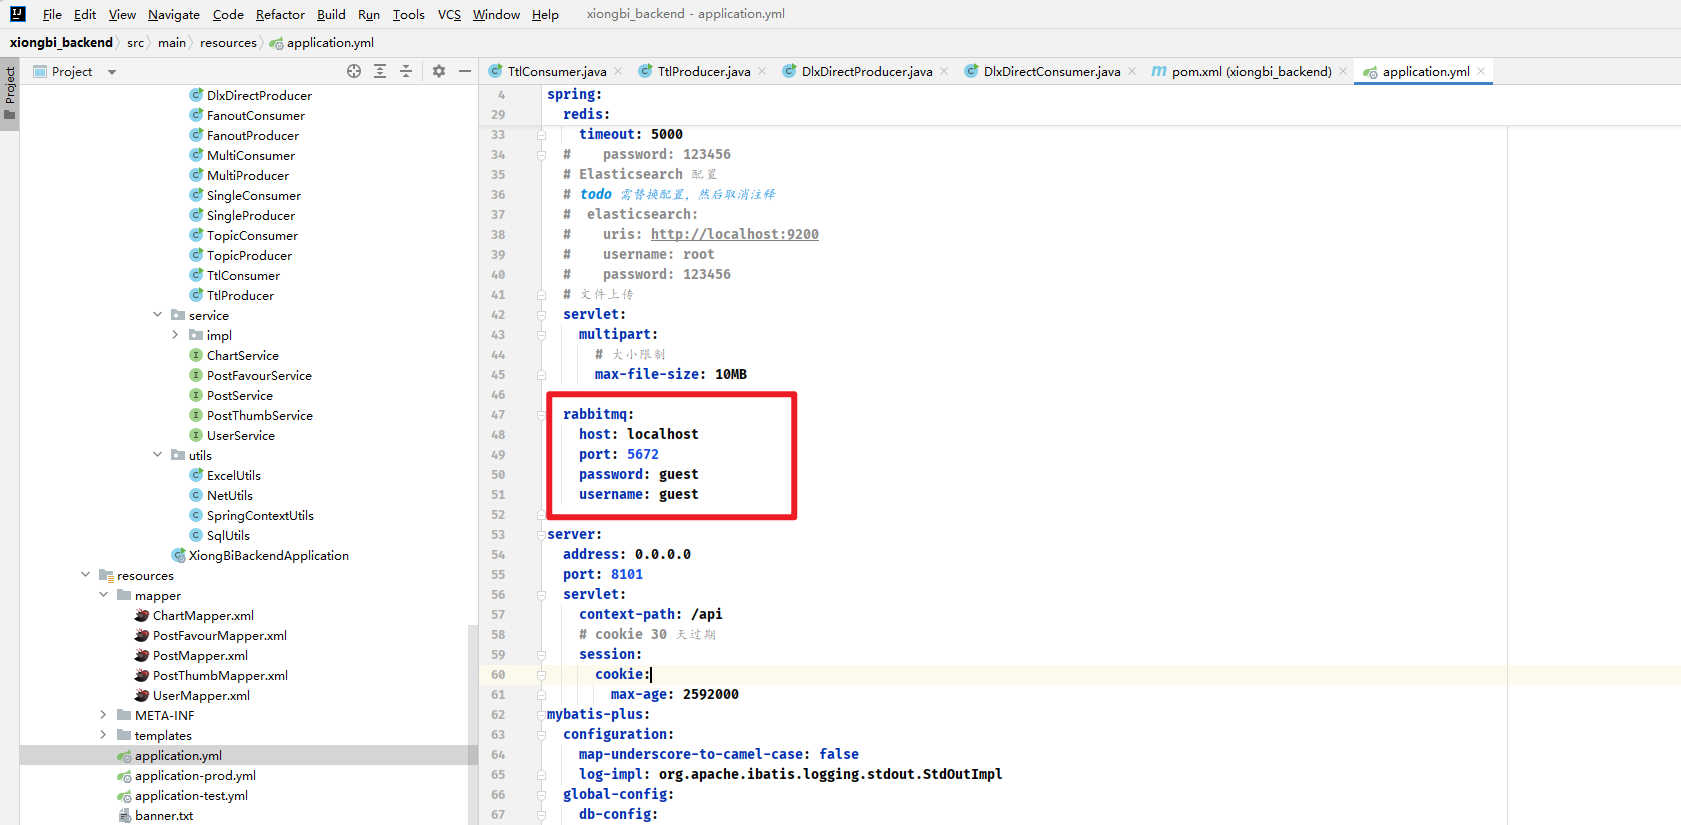 File Edit View Navigate Code Refactor Build Run Tools VCS Window Help xiongbi_backend - application.yml
xiongbi_backend src main resources application.yml
Project
Project
TtlConsumer.java TtlProducer.java DlxDirectProducer.java DlxDirectConsumer.java pom.xml (xiongbi_backend) application.yml
DlxDirectProducer
FanoutConsumer
FanoutProducer
MultiConsumer
MultiProducer
SingleConsumer
SingleProducer
TopicConsumer
TopicProducer
TtlConsumer
TtlProducer
service
impl
ChartService
PostFavourService
PostService
PostThumbService
UserService
utils
ExcelUtils
NetUtils
SpringContextUtils
SqlUtils
XiongBiBackendApplication
resources
mapper
ChartMapper.xml
PostFavourMapper.xml
PostMapper.xml
PostThumbMapper.xml
UserMapper.xml
META-INF
templates
application.yml
application-prod.yml
application-test.yml
banner.txt
4 spring:
29 redis:
33 timeout: 5000
34 # password: 123456
35 # Elasticsearch 配置
36 # todo 需替换配置，然后取消注释
37 # elasticsearch:
38 # uris: http://localhost:9200
39 # username: root
40 # password: 123456
41 # 文件上传
42 servlet:
43 multipart:
44 # 大小限制
45 max-file-size: 10MB
46
47 rabbitmq:
48 host: localhost
49 port: 5672
50 password: guest
51 username: guest
52
53 server:
54 address: 0.0.0.0
55 port: 8101
56 servlet:
57 context-path: /api
58 # cookie 30 天过期
59 session:
60 cookie:
61 max-age: 2592000
62 mybatis-plus:
63 configuration:
64 map-underscore-to-camel-case: false
65 log-impl: org.apache.ibatis.logging.stdout.StdOutImpl
66 global-config:
67 db-config: